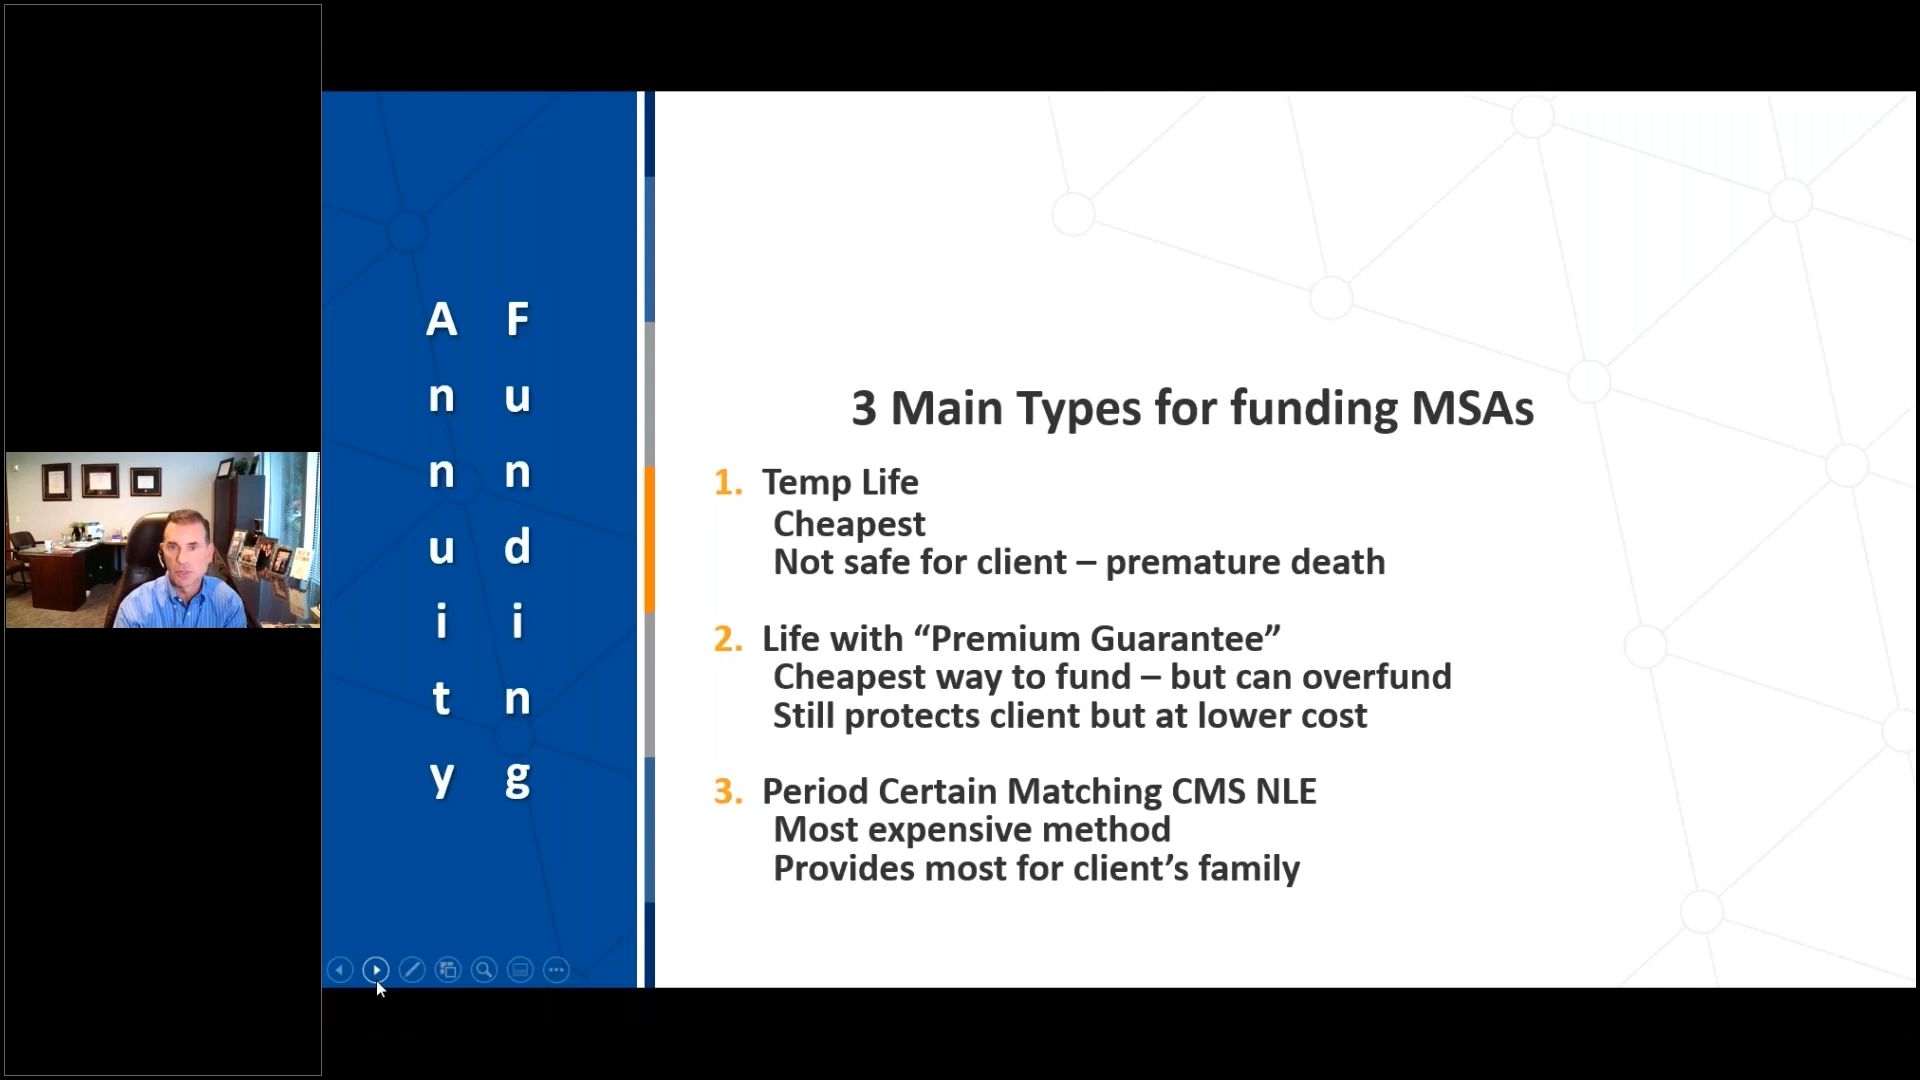 Annuity
Funding
3 Main Types for funding MSAs
1. Temp Life
Cheapest
Not safe for client – premature death
2. Life with “Premium Guarantee”
Cheapest way to fund – but can overfund
Still protects client but at lower cost
3. Period Certain Matching CMS NLE
Most expensive method
Provides most for client’s family